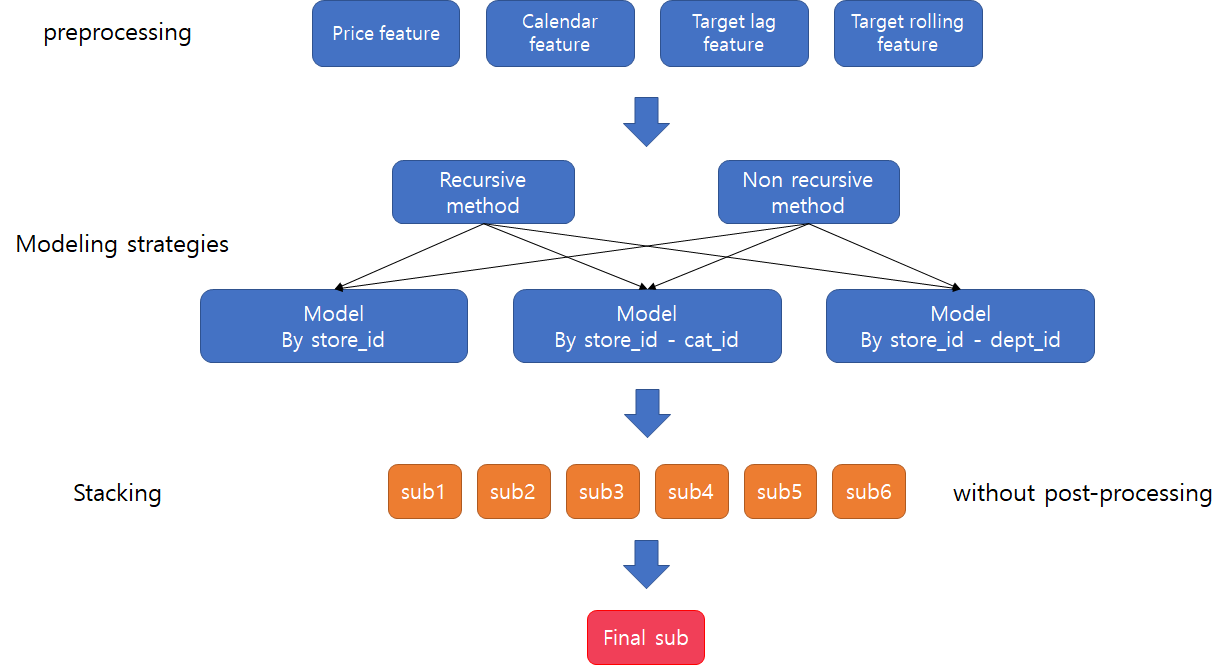 preprocessing
Price feature
Calendar
feature
Target lag
feature
Target rolling
feature
Recursive
method
Non recursive
method
Modeling strategies
Model
By store_id
Model
By store_id - cat_id
Model
By store_id - dept_id
Stacking
sub1
sub2
sub3
sub4
sub5
sub6
without post-processing
Final sub